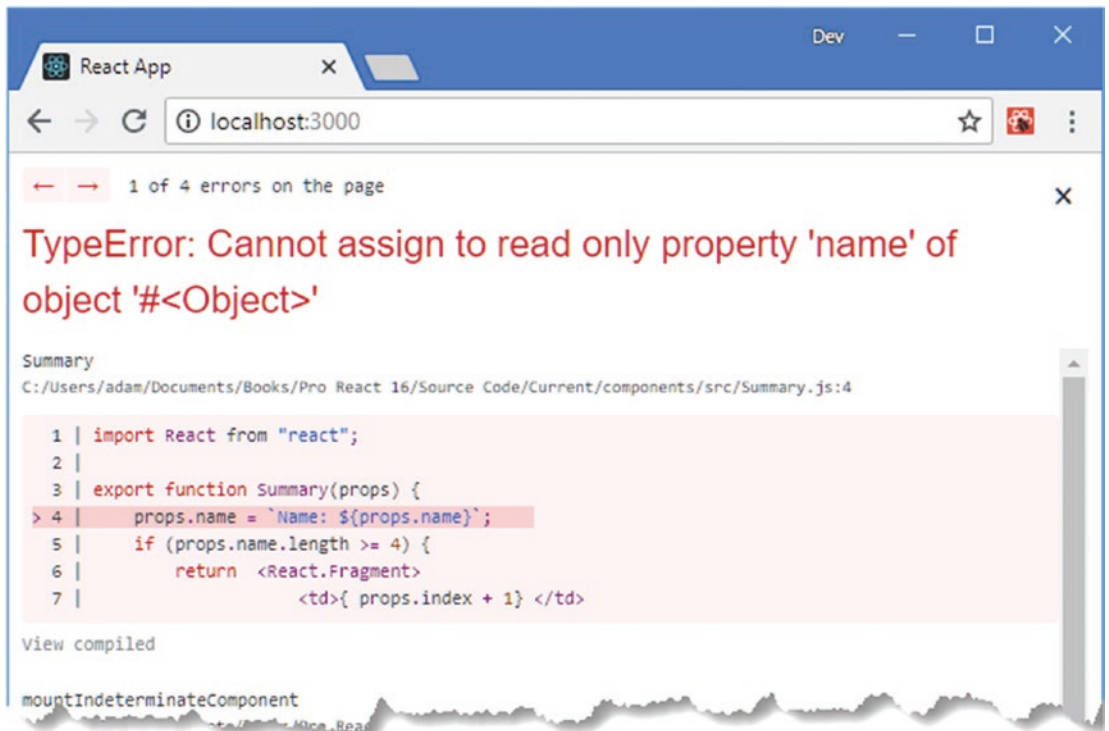 Dev
React App
localhost:3000
← → 1 of 4 errors on the page
TypeError: Cannot assign to read only property 'name' of
object '#<Object>'
Summary
C:/Users/adam/Documents/Books/Pro React 16/Source Code/Current/components/src/Summary.js:4
1 | import React from "react";
2 |
3 | export function Summary(props) {
> 4 |     props.name = `Name: ${props.name}`;
5 |     if (props.name.length >= 4) {
6 |         return  <React.Fragment>
7 |                     <td>{ props.index + 1} </td>
View compiled
mountIndeterminateComponent